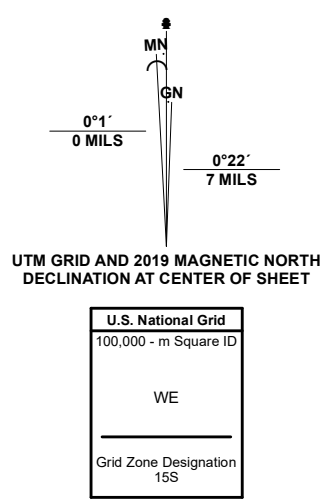 MN
GN
0°1´
0 MILS
0°22´
7 MILS
UTM GRID AND 2019 MAGNETIC NORTH
DECLINATION AT CENTER OF SHEET
U.S. National Grid
100,000 - m Square ID
WE
Grid Zone Designation
15S